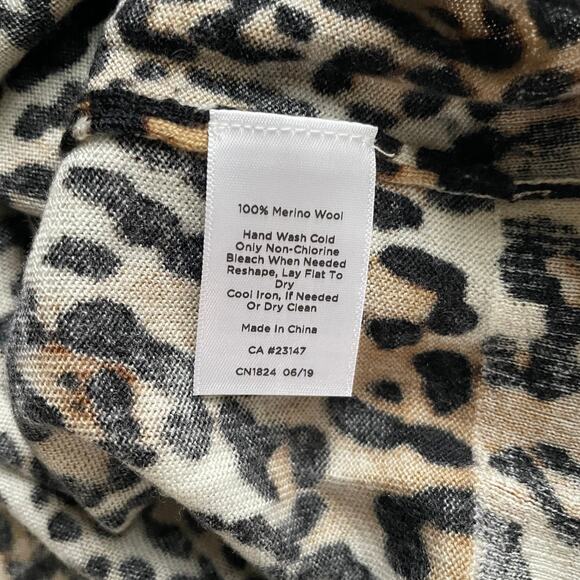 100% Merino Wool
Hand Wash Cold
Only Non-Chlorine
Bleach When Needed
Reshape, Lay Flat To
Dry
Cool Iron, If Needed
Or Dry Clean
Made In China
CA #23147
CN1824 06/19